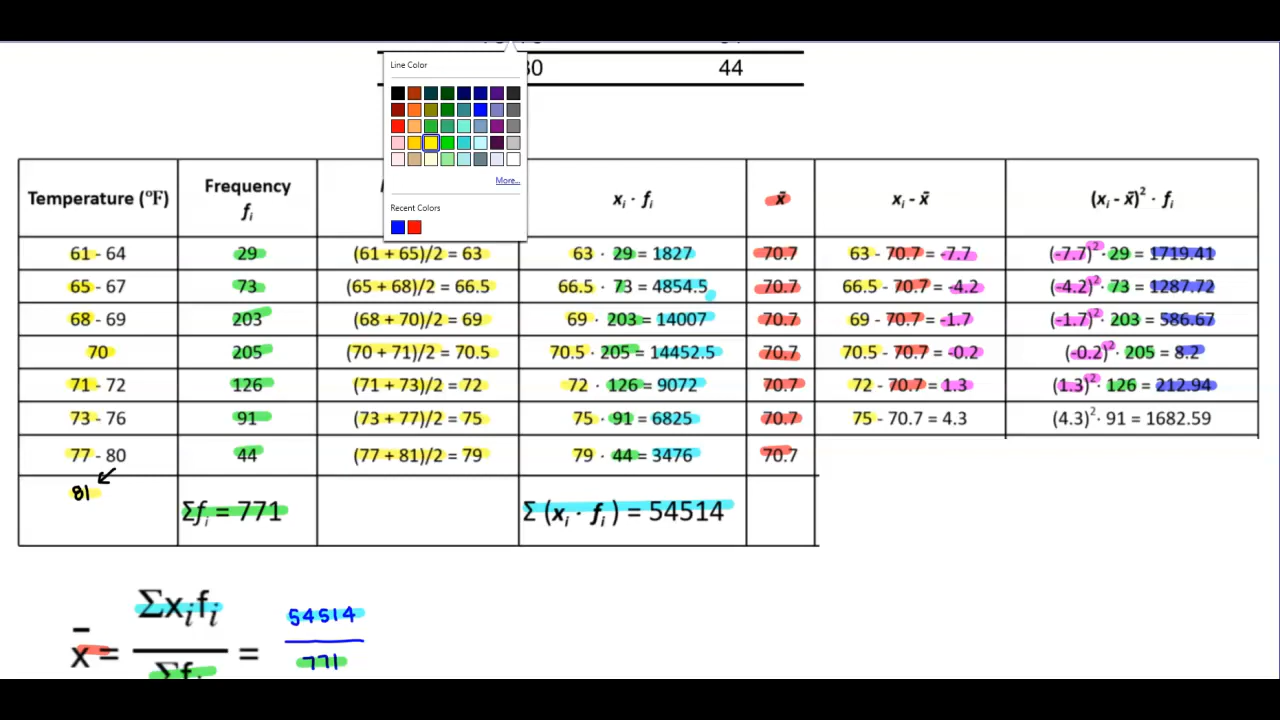 80 44
Line Color
More...
Recent Colors
Temperature (°F) Frequency fᵢ xᵢ · fᵢ x̄ xᵢ - x̄ (xᵢ - x̄)² · fᵢ
61 - 64 29 (61 + 65)/2 = 63 63 · 29 = 1827 70.7 63 - 70.7 = -7.7 (-7.7)² · 29 = 1719.41
65 - 67 73 (65 + 68)/2 = 66.5 66.5 · 73 = 4854.5 70.7 66.5 - 70.7 = -4.2 (-4.2)² · 73 = 1287.72
68 - 69 203 (68 + 70)/2 = 69 69 · 203 = 14007 70.7 69 - 70.7 = -1.7 (-1.7)² · 203 = 586.67
70 205 (70 + 71)/2 = 70.5 70.5 · 205 = 14452.5 70.7 70.5 - 70.7 = -0.2 (-0.2)² · 205 = 8.2
71 - 72 126 (71 + 73)/2 = 72 72 · 126 = 9072 70.7 72 - 70.7 = 1.3 (1.3)² · 126 = 212.94
73 - 76 91 (73 + 77)/2 = 75 75 · 91 = 6825 70.7 75 - 70.7 = 4.3 (4.3)² · 91 = 1682.59
77 - 80 44 (77 + 81)/2 = 79 79 · 44 = 3476 70.7
81
Σfᵢ = 771 Σ (xᵢ · fᵢ ) = 54514
x̄ = Σxᵢfᵢ / Σfᵢ = 54514 / 771